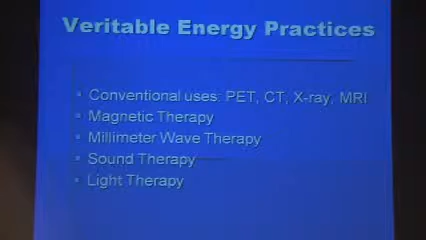 Veritable Energy Practices
Conventional uses: PET, CT, X-ray, MRI
Magnetic Therapy
Millimeter Wave Therapy
Sound Therapy
Light Therapy